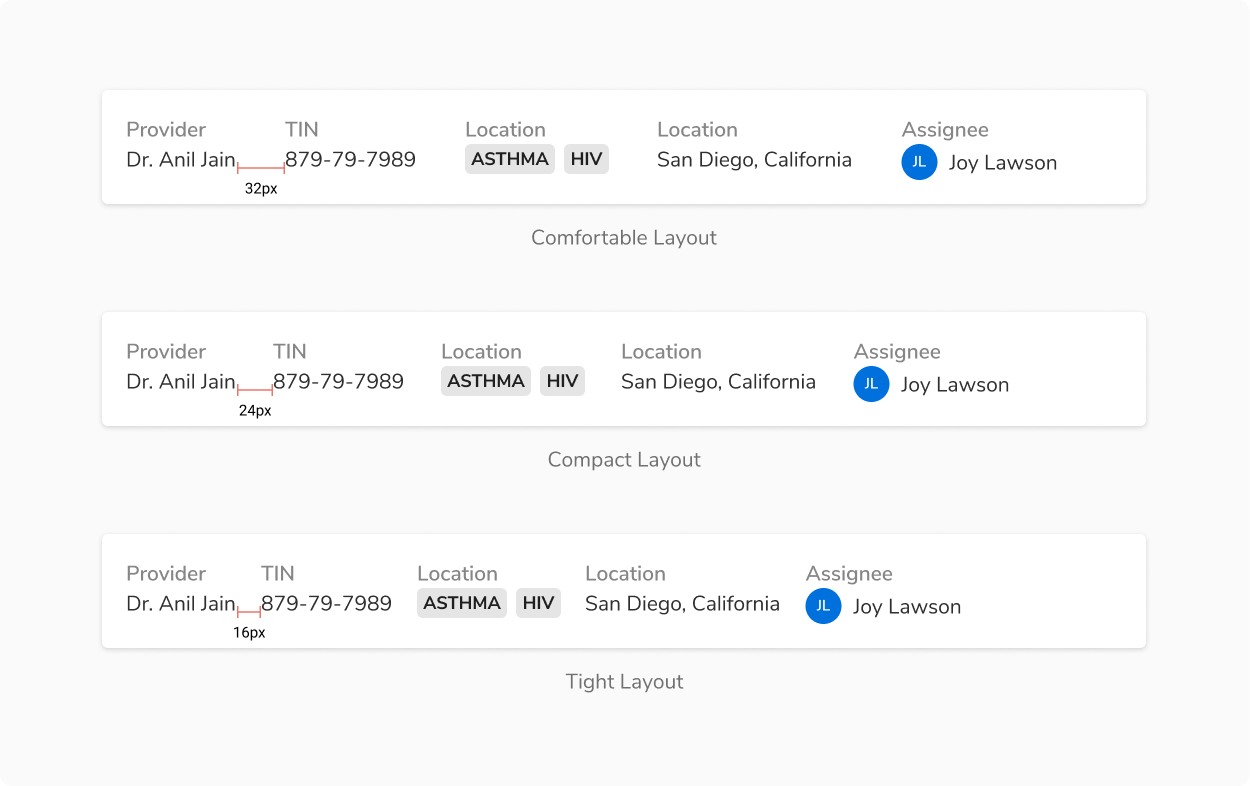 Provider TIN Location Location Assignee
Dr. Anil Jain 879-79-7989 ASTHMA HIV San Diego, California JL Joy Lawson
32px
Comfortable Layout
Provider TIN Location Location Assignee
Dr. Anil Jain 879-79-7989 ASTHMA HIV San Diego, California JL Joy Lawson
24px
Compact Layout
Provider TIN Location Location Assignee
Dr. Anil Jain 879-79-7989 ASTHMA HIV San Diego, California JL Joy Lawson
16px
Tight Layout